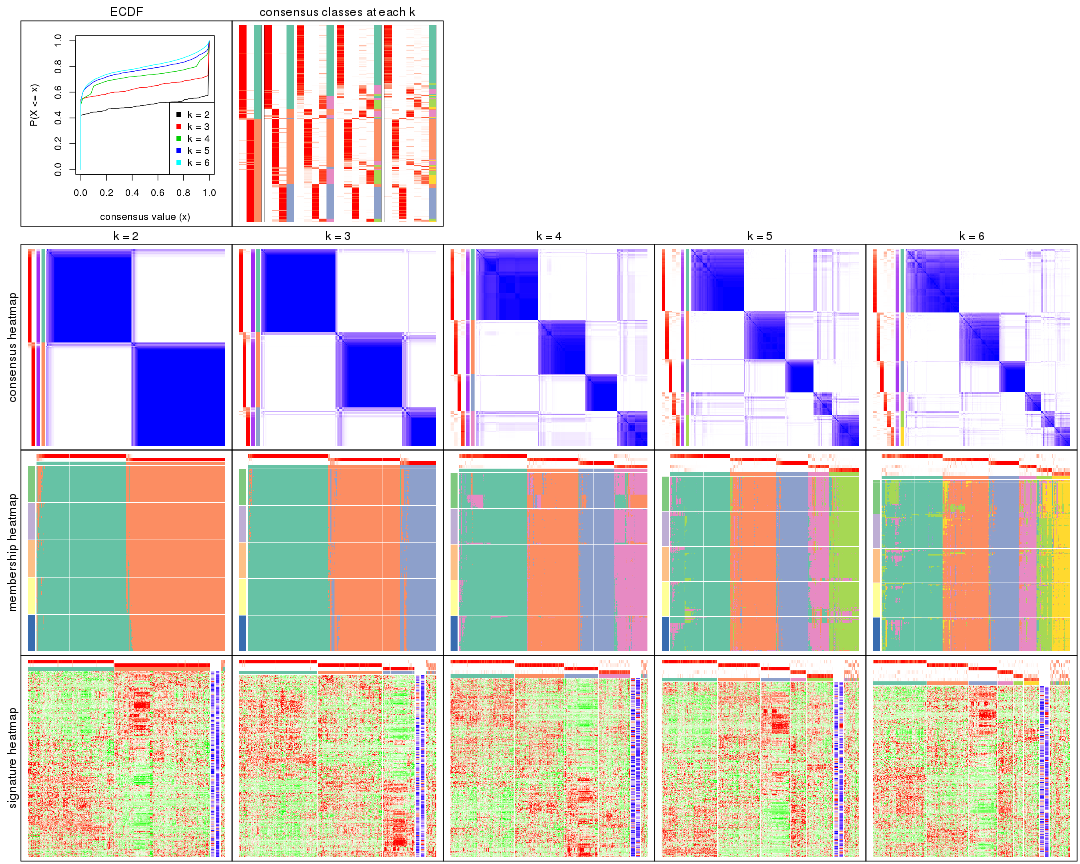 ECDF
consensus classes at each k
P(X <= x)
0.0 0.2 0.4 0.6 0.8 1.0
k = 2
k = 3
k = 4
k = 5
k = 6
0.0 0.2 0.4 0.6 0.8 1.0
consensus value (x)
k = 2 k = 3 k = 4 k = 5 k = 6
consensus heatmap
membership heatmap
signature heatmap